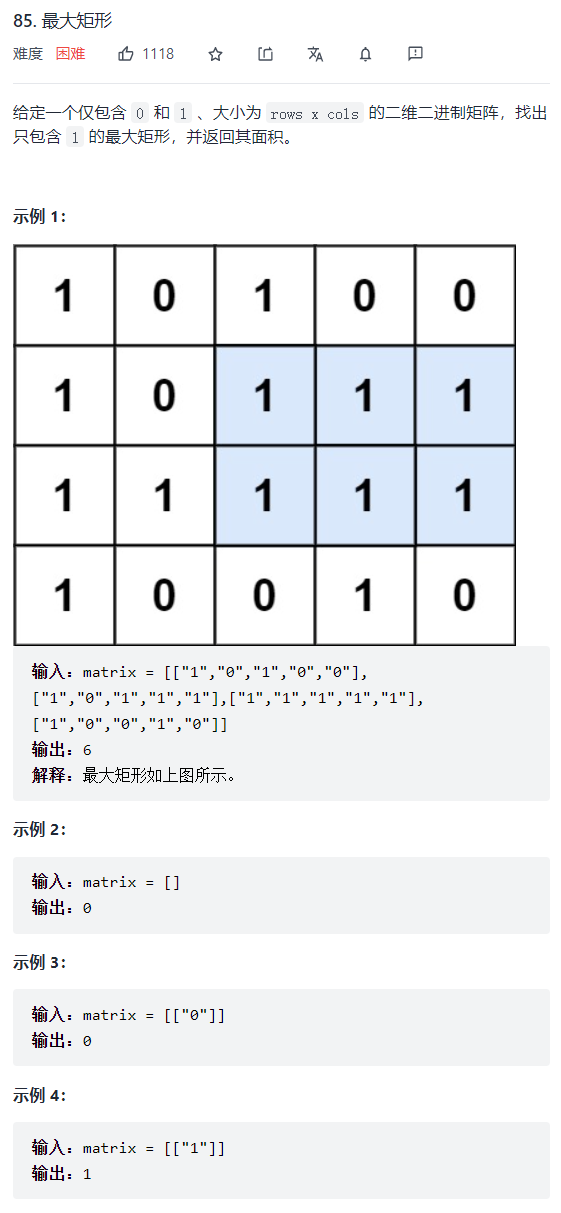 85. 最大矩形
难度 困难 1118
给定一个仅包含 0 和 1 、大小为 rows x cols 的二维二进制矩阵，找出
只包含 1 的最大矩形，并返回其面积。
示例 1：
1 0 1 0 0
1 0 1 1 1
1 1 1 1 1
1 0 0 1 0
输入：matrix = [["1","0","1","0","0"],
["1","0","1","1","1"],["1","1","1","1","1"],
["1","0","0","1","0"]]
输出：6
解释：最大矩形如上图所示。
示例 2：
输入：matrix = []
输出：0
示例 3：
输入：matrix = [["0"]]
输出：0
示例 4：
输入：matrix = [["1"]]
输出：1